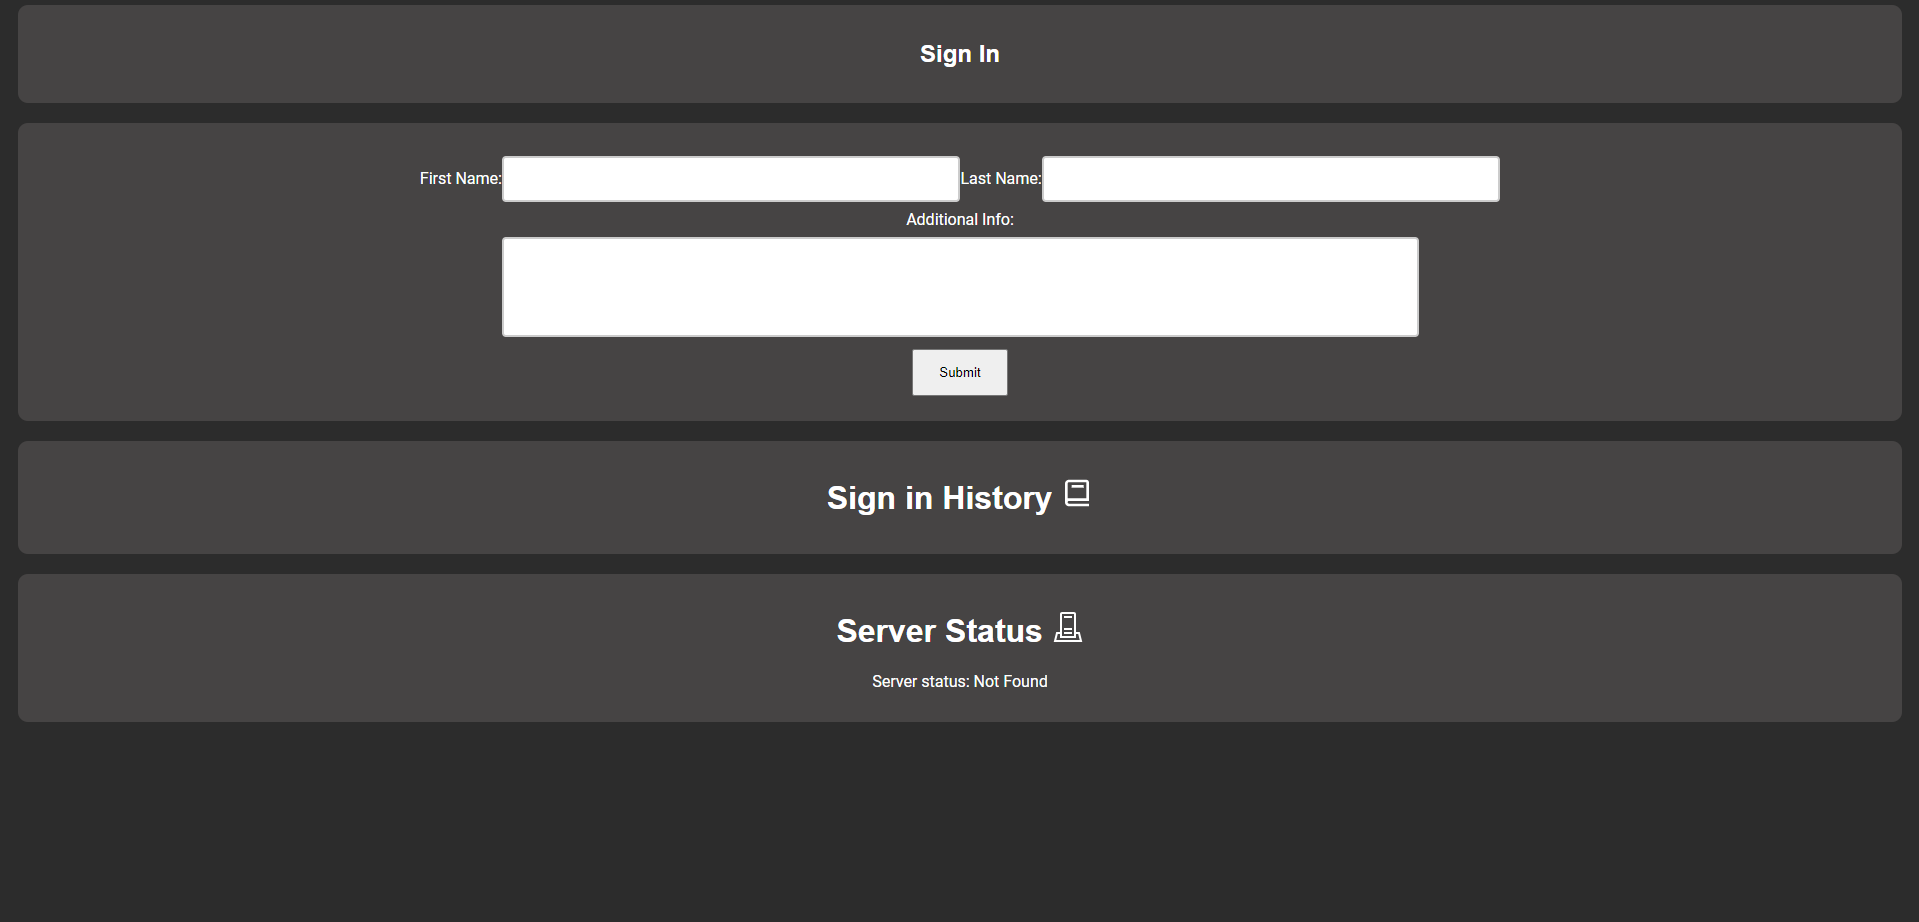 Sign In
First Name: Last Name:
Additional Info:
Submit
Sign in History
Server Status
Server status: Not Found